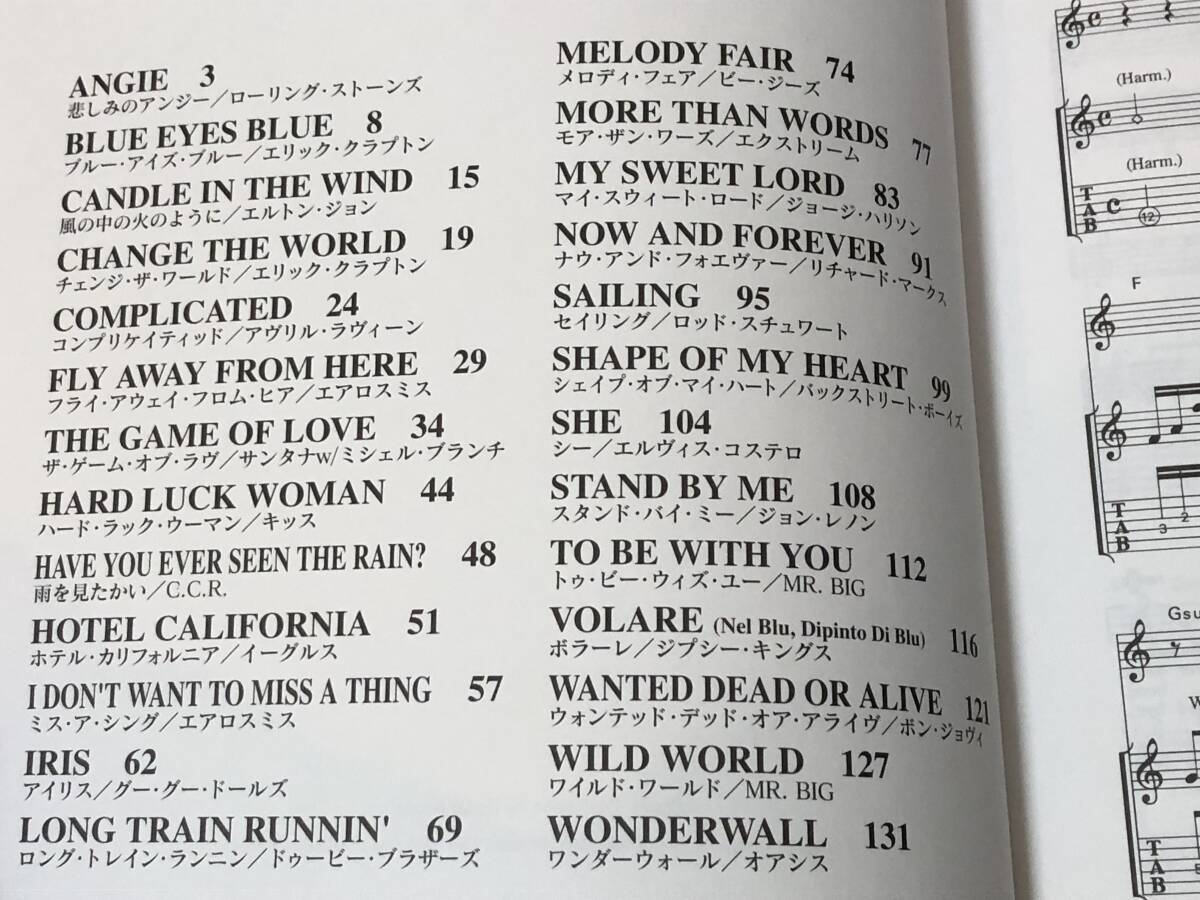 ANGIE 3
悲しみのアンジー/ローリング・ストーンズ
BLUE EYES BLUE 8
ブルー・アイズ・ブルー/エリック・クラプトン
CANDLE IN THE WIND 15
風の中の火のように/エルトン・ジョン
CHANGE THE WORLD 19
チェンジ・ザ・ワールド/エリック・クラプトン
COMPLICATED 24
コンプリケイティッド/アヴリル・ラヴィーン
FLY AWAY FROM HERE 29
フライ・アウェイ・フロム・ヒア/エアロスミス
THE GAME OF LOVE 34
ザ・ゲーム・オブ・ラヴ/サンタナw/ミシェル・ブランチ
HARD LUCK WOMAN 44
ハード・ラック・ウーマン/キッス
HAVE YOU EVER SEEN THE RAIN? 48
雨を見たかい/C.C.R.
HOTEL CALIFORNIA 51
ホテル・カリフォルニア/イーグルス
I DON'T WANT TO MISS A THING 57
ミス・ア・シング/エアロスミス
IRIS 62
アイリス/グー・グー・ドールズ
LONG TRAIN RUNNIN' 69
ロング・トレイン・ランニン/ドゥービー・ブラザーズ
MELODY FAIR 74
メロディ・フェア/ビー・ジーズ
MORE THAN WORDS 77
モア・ザン・ワーズ/エクストリーム
MY SWEET LORD 83
マイ・スウィート・ロード/ジョージ・ハリソン
NOW AND FOREVER 91
ナウ・アンド・フォエヴァー/リチャード・マークス
SAILING 95
セイリング/ロッド・スチュワート
SHAPE OF MY HEART 99
シェイプ・オブ・マイ・ハート/バックストリート・ボーイズ
SHE 104
シー/エルヴィス・コステロ
STAND BY ME 108
スタンド・バイ・ミー/ジョン・レノン
TO BE WITH YOU 112
トゥ・ビー・ウィズ・ユー/MR. BIG
VOLARE (Nel Blu, Dipinto Di Blu) 116
ボラーレ/ジプシー・キングス
WANTED DEAD OR ALIVE 121
ウォンテッド・デッド・オア・アライヴ/ボン・ジョヴィ
WILD WORLD 127
ワイルド・ワールド/MR. BIG
WONDERWALL 131
ワンダーウォール/オアシス
(Harm.)
(Harm.)
T
A
B
12
F
T
A
B
3 2
T
A
B